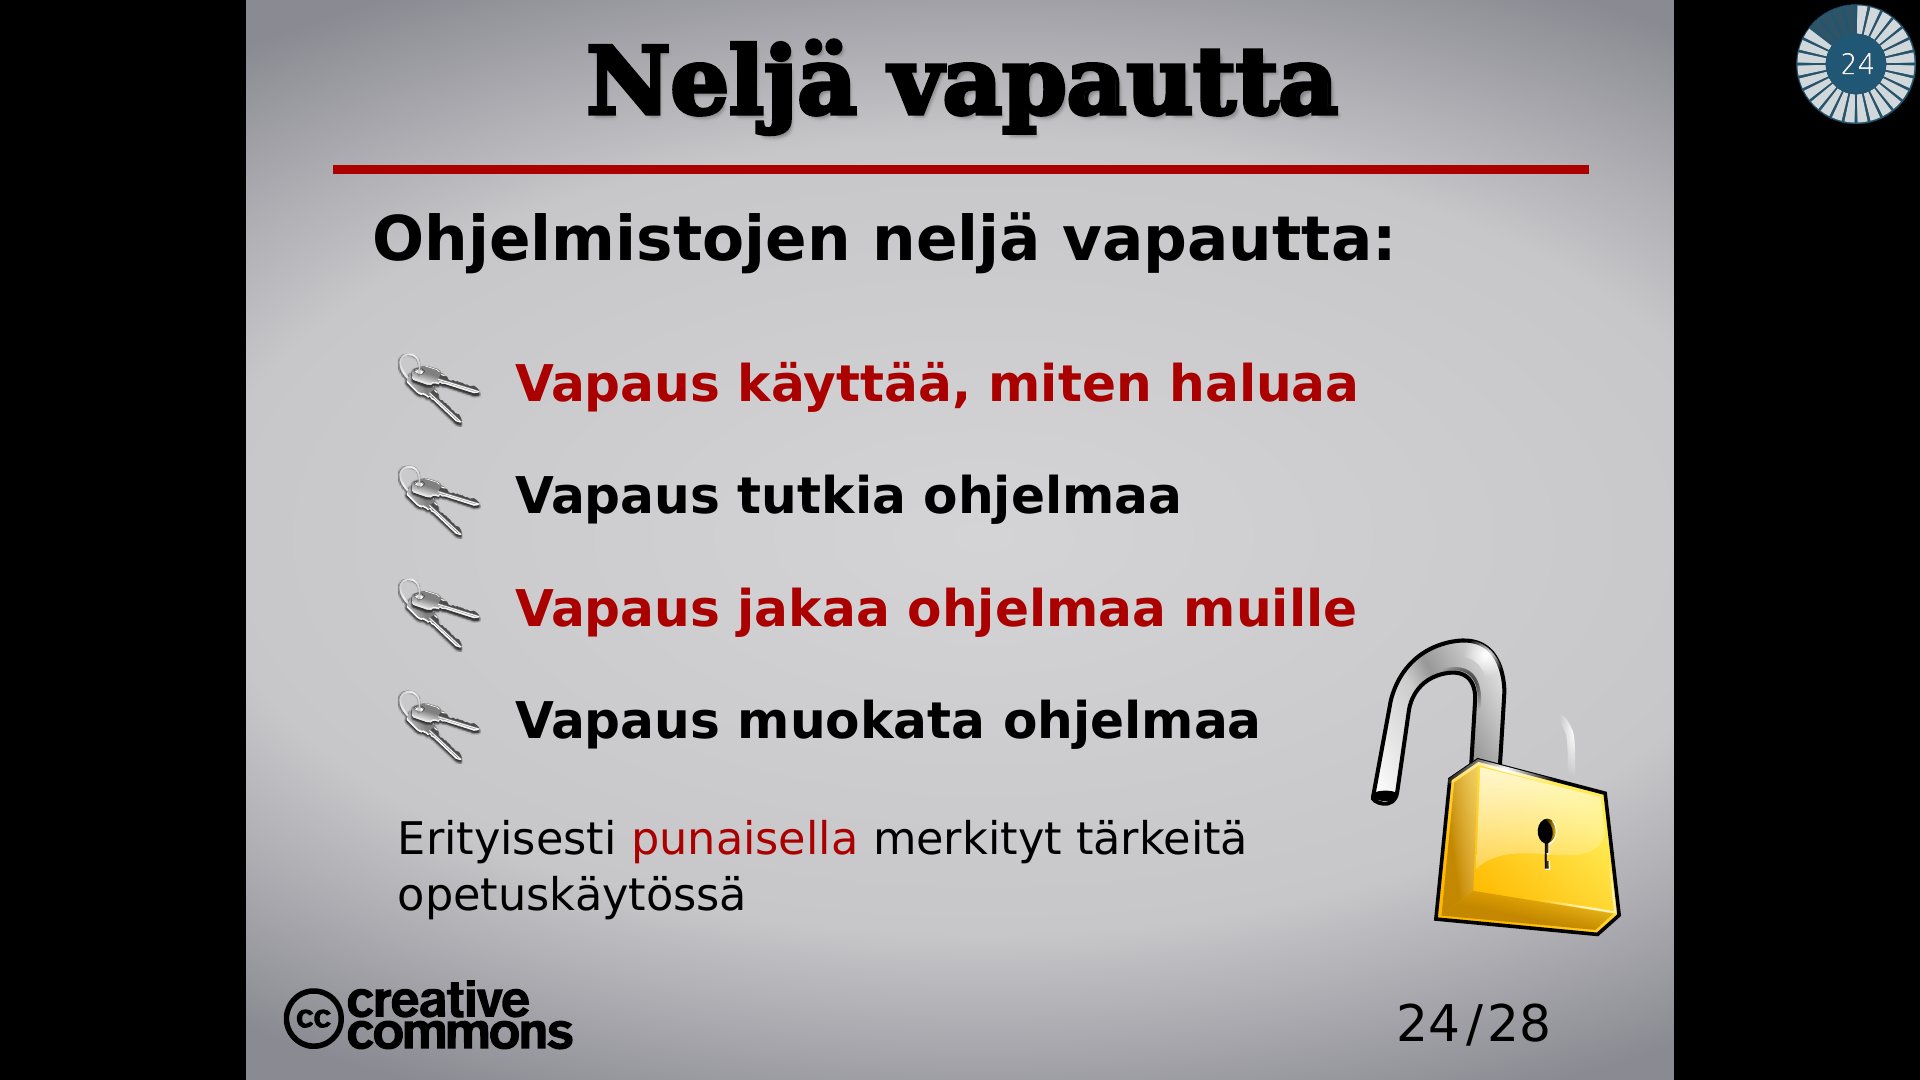 Neljä vapautta
24
Ohjelmistojen neljä vapautta:
Vapaus käyttää, miten haluaa
Vapaus tutkia ohjelmaa
Vapaus jakaa ohjelmaa muille
Vapaus muokata ohjelmaa
Erityisesti punaisella merkityt tärkeitä
opetuskäytössä
cc creative
commons
24/28